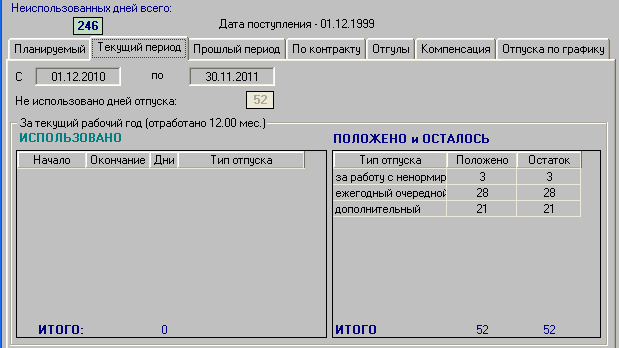 Неиспользованных дней всего:
246
Дата поступления - 01.12.1999
Планируемый Текущий период Прошлый период По контракту Отгулы Компенсация Отпуска по графику
С 01.12.2010 по 30.11.2011
Не использовано дней отпуска: 52
За текущий рабочий год (отработано 12.00 мес.)
ИСПОЛЬЗОВАНО
Начало Окончание Дни Тип отпуска
ИТОГО: 0
ПОЛОЖЕНО и ОСТАЛОСЬ
Тип отпуска Положено Остаток
за работу с ненормир 3 3
ежегодный очередной 28 28
дополнительный 21 21
ИТОГО 52 52